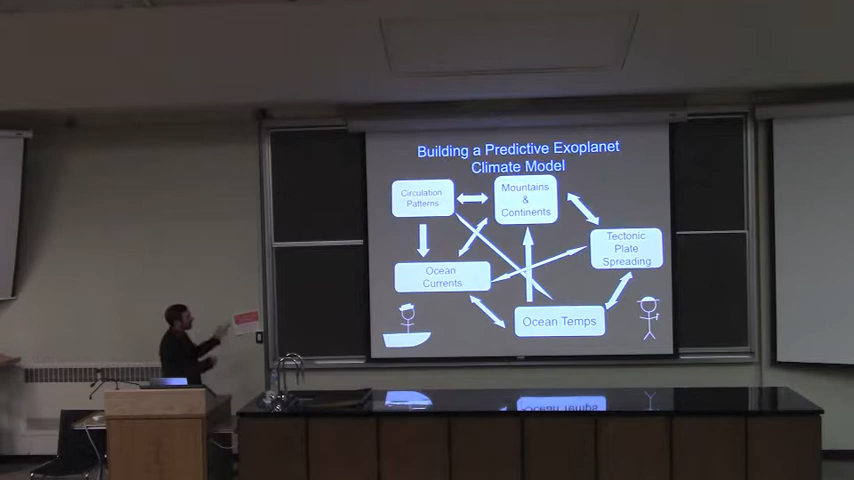 Building a Predictive Exoplanet
Climate Model
Circulation
Patterns
Mountains
&
Continents
Tectonic
Plate
Spreading
Ocean
Currents
Ocean Temps